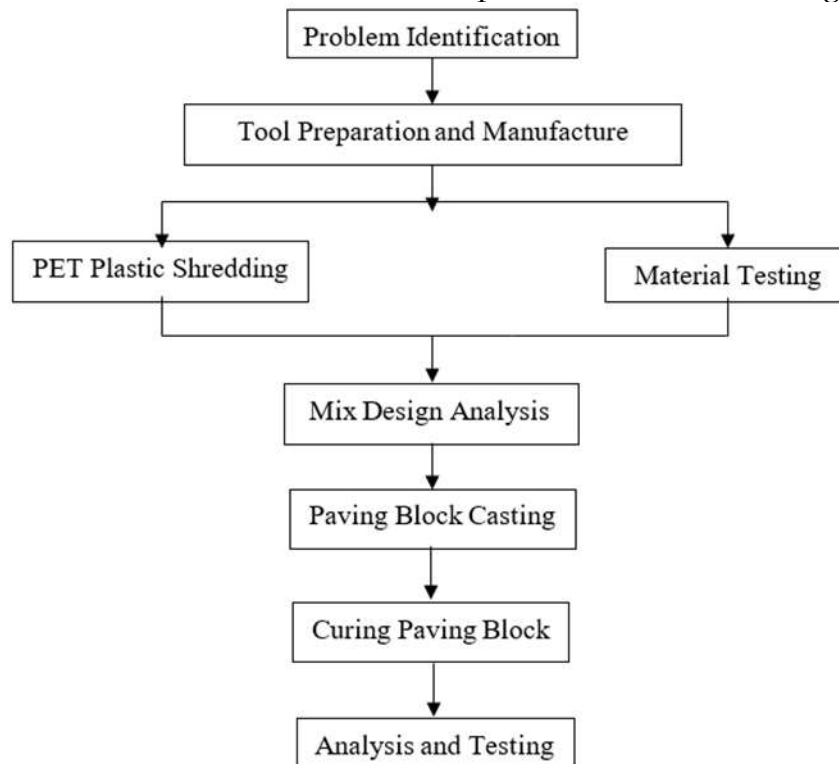 Problem Identification
Tool Preparation and Manufacture
PET Plastic Shredding
Material Testing
Mix Design Analysis
Paving Block Casting
Curing Paving Block
Analysis and Testing